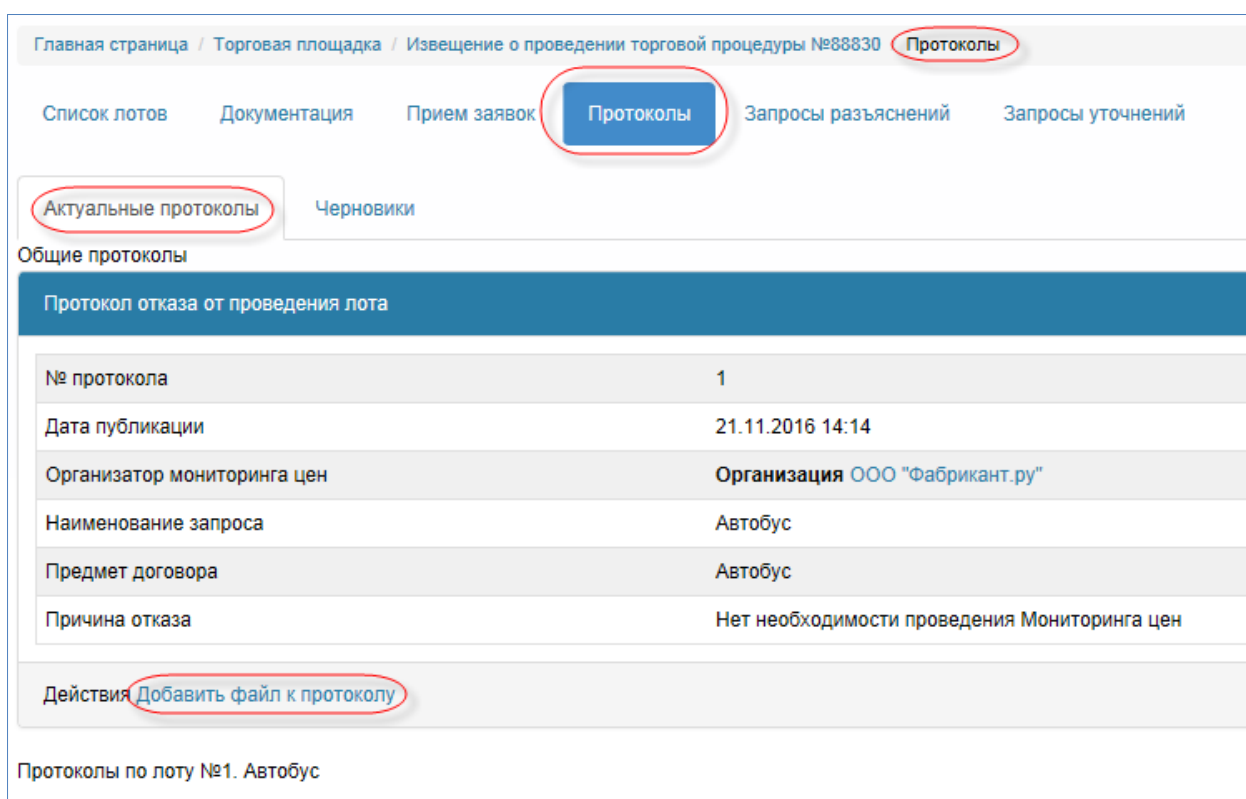 Главная страница / Торговая площадка / Извещение о проведении торговой процедуры №88830 Протоколы
Список лотов Документация Прием заявок Протоколы Запросы разъяснений Запросы уточнений
Актуальные протоколы Черновики
Общие протоколы
Протокол отказа от проведения лота
№ протокола 1
Дата публикации 21.11.2016 14:14
Организатор мониторинга цен Организация ООО "Фабрикант.ру"
Наименование запроса Автобус
Предмет договора Автобус
Причина отказа Нет необходимости проведения Мониторинга цен
Действия Добавить файл к протоколу
Протоколы по лоту №1. Автобус